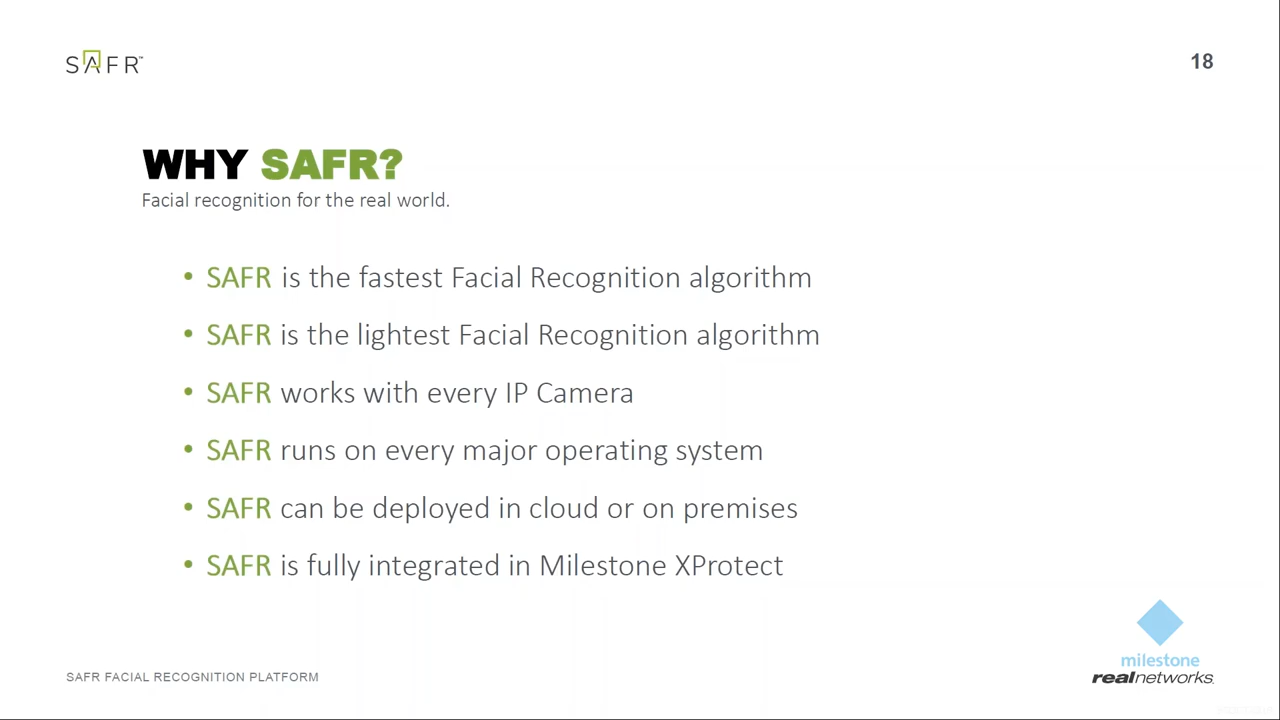 SAFR™
18
WHY SAFR?
Facial recognition for the real world.
• SAFR is the fastest Facial Recognition algorithm
• SAFR is the lightest Facial Recognition algorithm
• SAFR works with every IP Camera
• SAFR runs on every major operating system
• SAFR can be deployed in cloud or on premises
• SAFR is fully integrated in Milestone XProtect
milestone
SAFR FACIAL RECOGNITION PLATFORM
realnetworks.